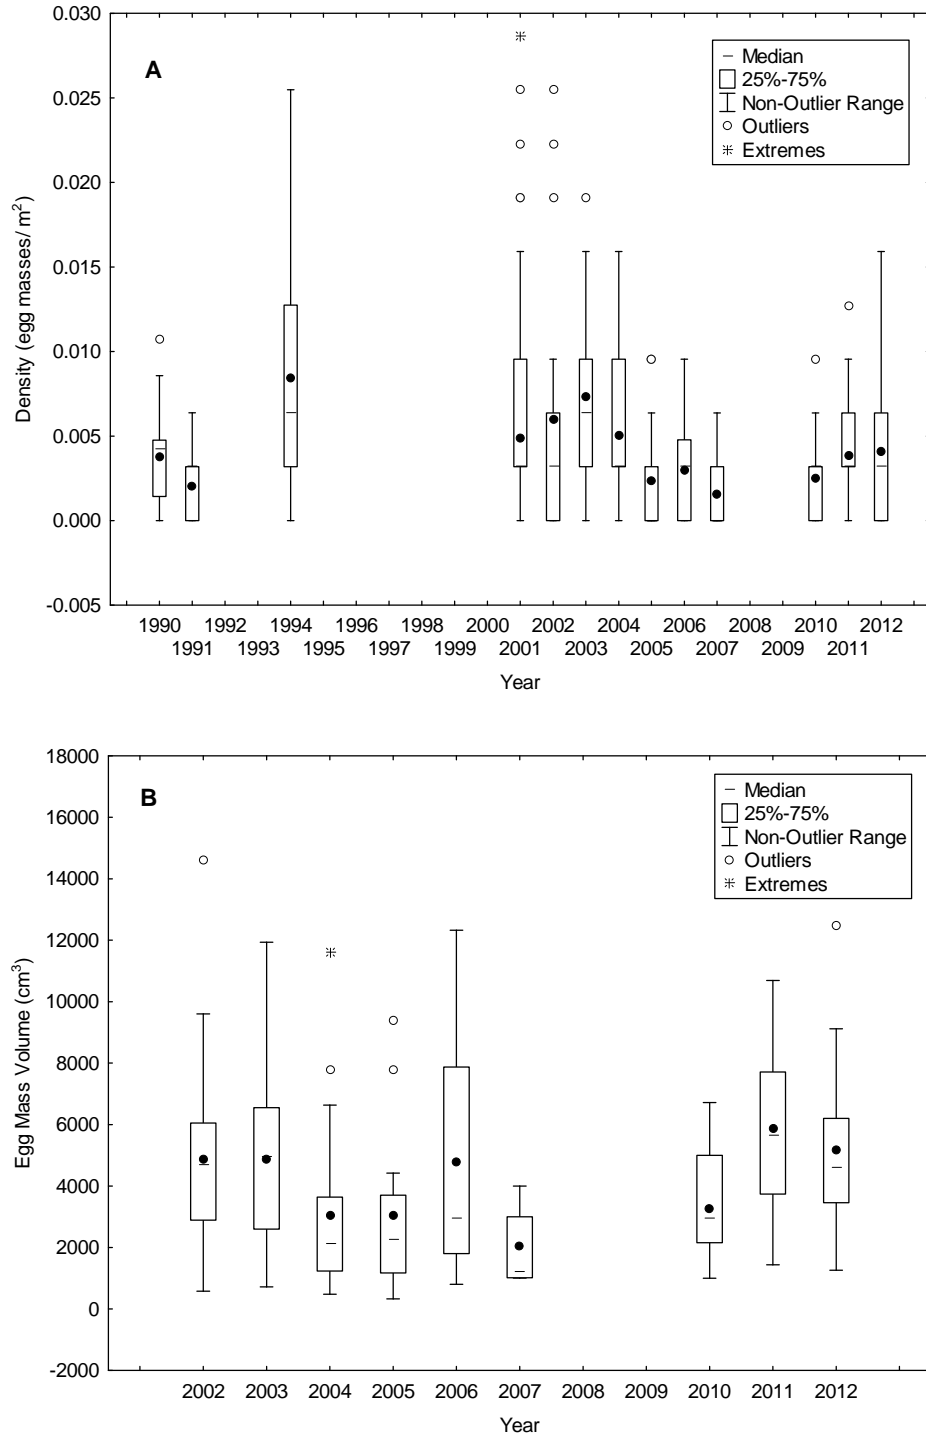 A
Median
25%-75%
Non-Outlier Range
Outliers
Extremes
Density (egg masses/ m²)
0.030
0.025
0.020
0.015
0.010
0.005
0.000
-0.005
1990 1992 1994 1996 1998 2000 2002 2004 2006 2008 2010 2012
1991 1993 1995 1997 1999 2001 2003 2005 2007 2009 2011
Year
B
Median
25%-75%
Non-Outlier Range
Outliers
Extremes
Egg Mass Volume (cm³)
18000
16000
14000
12000
10000
8000
6000
4000
2000
0
-2000
2002 2003 2004 2005 2006 2007 2008 2009 2010 2011 2012
Year